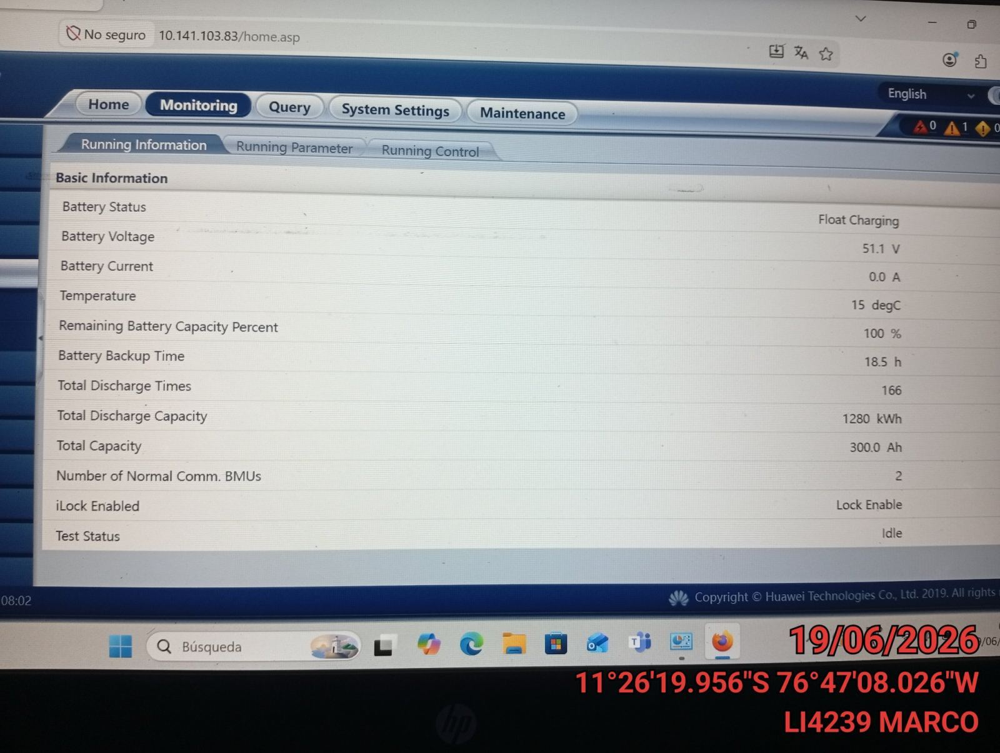 No seguro 10.141.103.83/home.asp
English
Home Monitoring Query System Settings Maintenance
0 1 0
Running Information Running Parameter Running Control
Basic Information
Battery Status Float Charging
Battery Voltage 51.1 V
Battery Current 0.0 A
Temperature 15 degC
Remaining Battery Capacity Percent 100 %
Battery Backup Time 18.5 h
Total Discharge Times 166
Total Discharge Capacity 1280 kWh
Total Capacity 300.0 Ah
Number of Normal Comm. BMUs 2
iLock Enabled Lock Enable
Test Status Idle
08:02 Copyright © Huawei Technologies Co., Ltd. 2019. All rights
Búsqueda
19/06/2026
11°26'19.956"S 76°47'08.026"W
LI4239 MARCO
hp